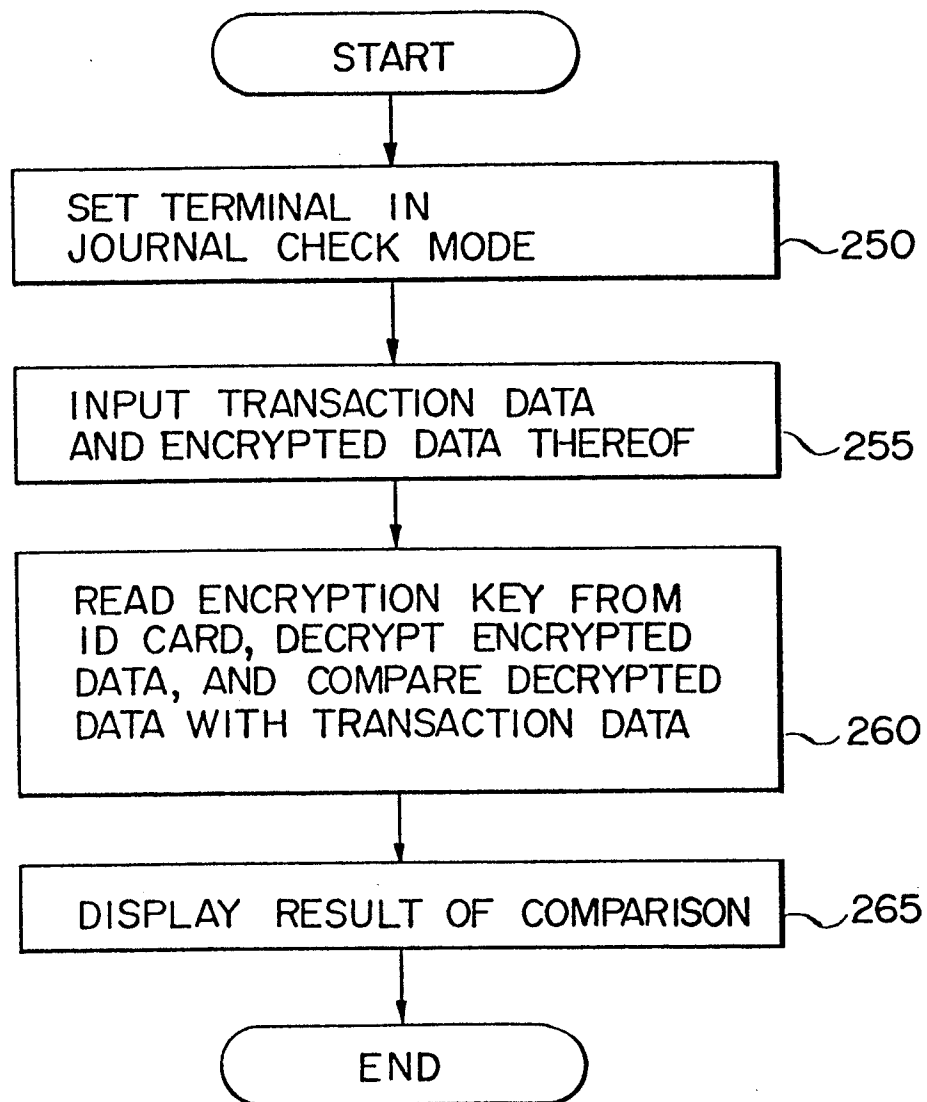 START
SET TERMINAL IN
JOURNAL CHECK MODE
250
INPUT TRANSACTION DATA
AND ENCRYPTED DATA THEREOF
255
READ ENCRYPTION KEY FROM
ID CARD, DECRYPT ENCRYPTED
DATA, AND COMPARE DECRYPTED
DATA WITH TRANSACTION DATA
260
DISPLAY RESULT OF COMPARISON
265
END